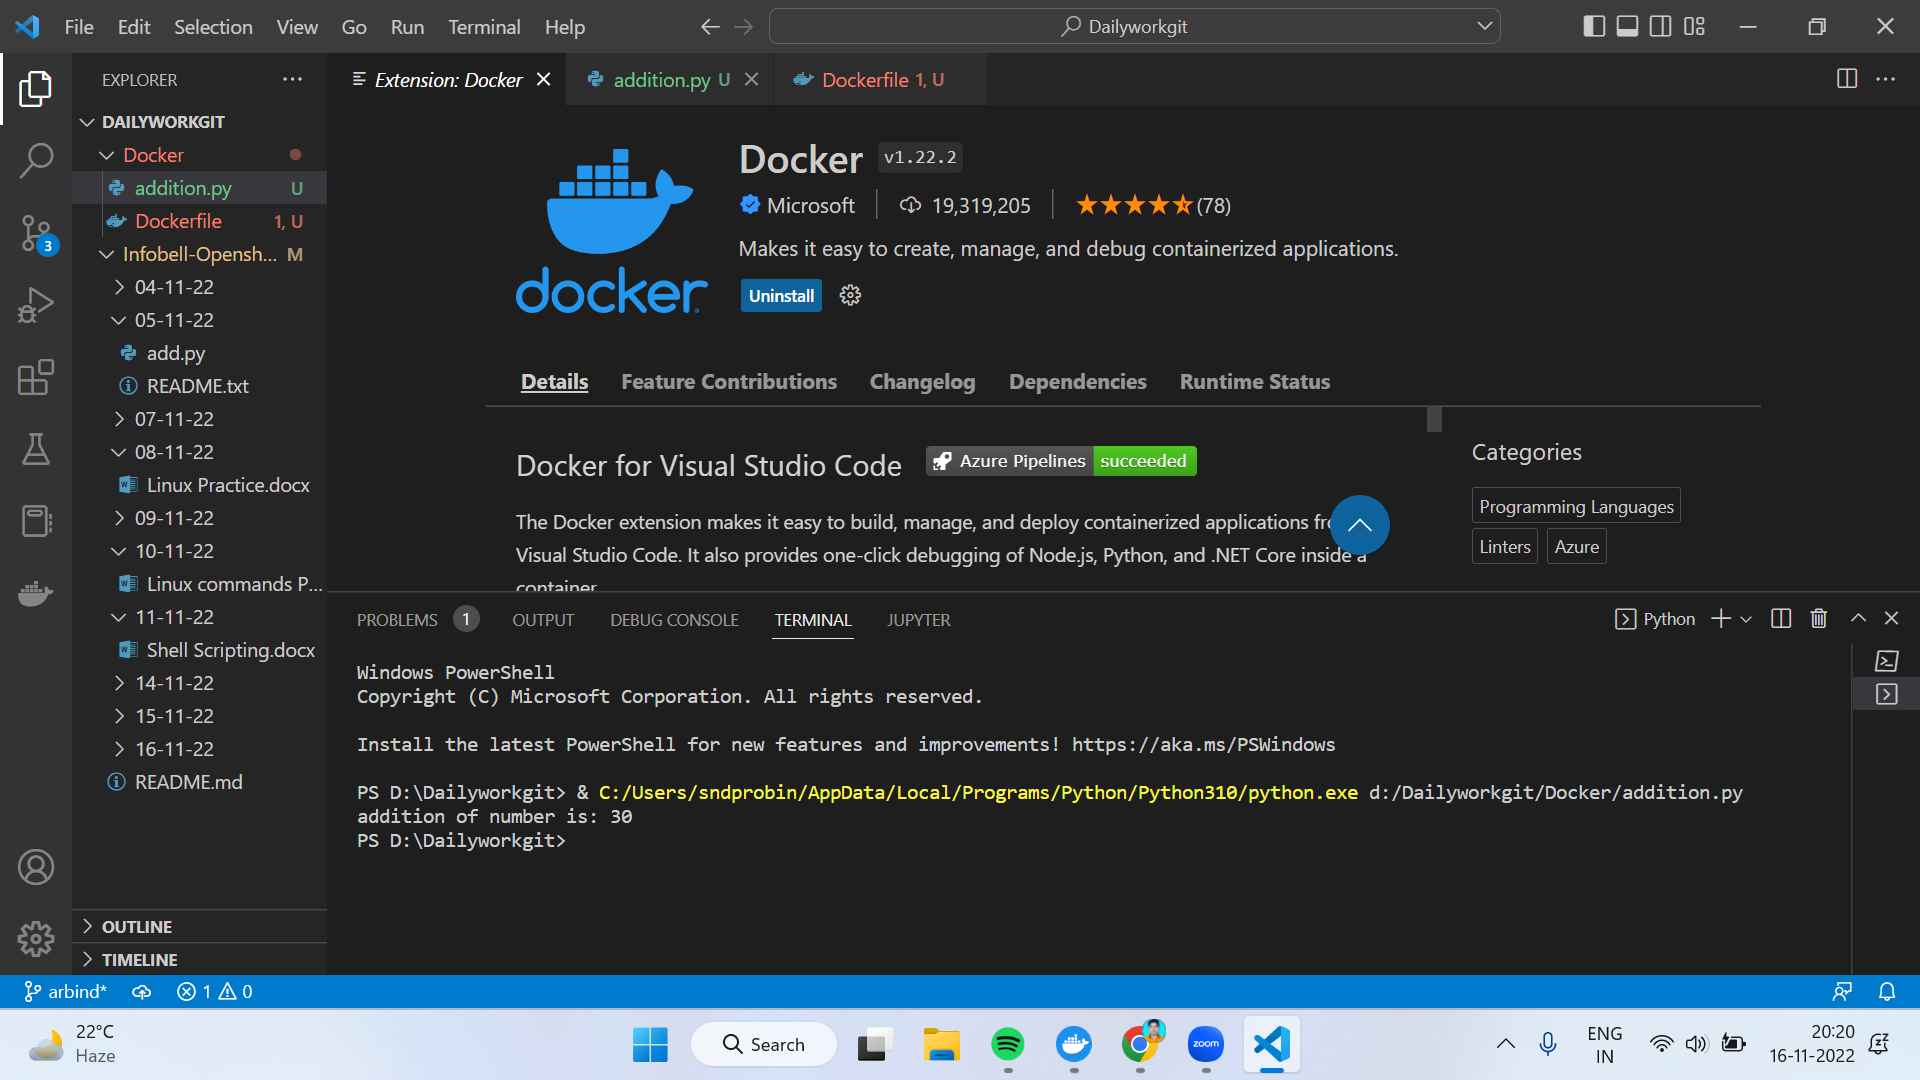 File Edit Selection View Go Run Terminal Help
Dailyworkgit
EXPLORER
DAILYWORKGIT
Docker
addition.py U
Dockerfile 1, U
Infobell-Opensh... M
04-11-22
05-11-22
add.py
README.txt
07-11-22
08-11-22
Linux Practice.docx
09-11-22
10-11-22
Linux commands P...
11-11-22
Shell Scripting.docx
14-11-22
15-11-22
16-11-22
README.md
OUTLINE
TIMELINE
3
Extension: Docker
addition.py U
Dockerfile 1, U
docker
Docker v1.22.2
Microsoft 19,319,205 (78)
Makes it easy to create, manage, and debug containerized applications.
Uninstall
Details Feature Contributions Changelog Dependencies Runtime Status
Docker for Visual Studio Code Azure Pipelines succeeded
The Docker extension makes it easy to build, manage, and deploy containerized applications
Visual Studio Code. It also provides one-click debugging of Node.js, Python, and .NET Core inside a
container
Categories
Programming Languages
Linters Azure
PROBLEMS 1 OUTPUT DEBUG CONSOLE TERMINAL JUPYTER
Python
Windows PowerShell
Copyright (C) Microsoft Corporation. All rights reserved.
Install the latest PowerShell for new features and improvements! https://aka.ms/PSWindows
PS D:\Dailyworkgit> & C:/Users/sndprobin/AppData/Local/Programs/Python/Python310/python.exe d:/Dailyworkgit/Docker/addition.py
addition of number is: 30
PS D:\Dailyworkgit>
arbind* 1 0
22°C
Haze
Search
zoom
ENG
IN
20:20
16-11-2022